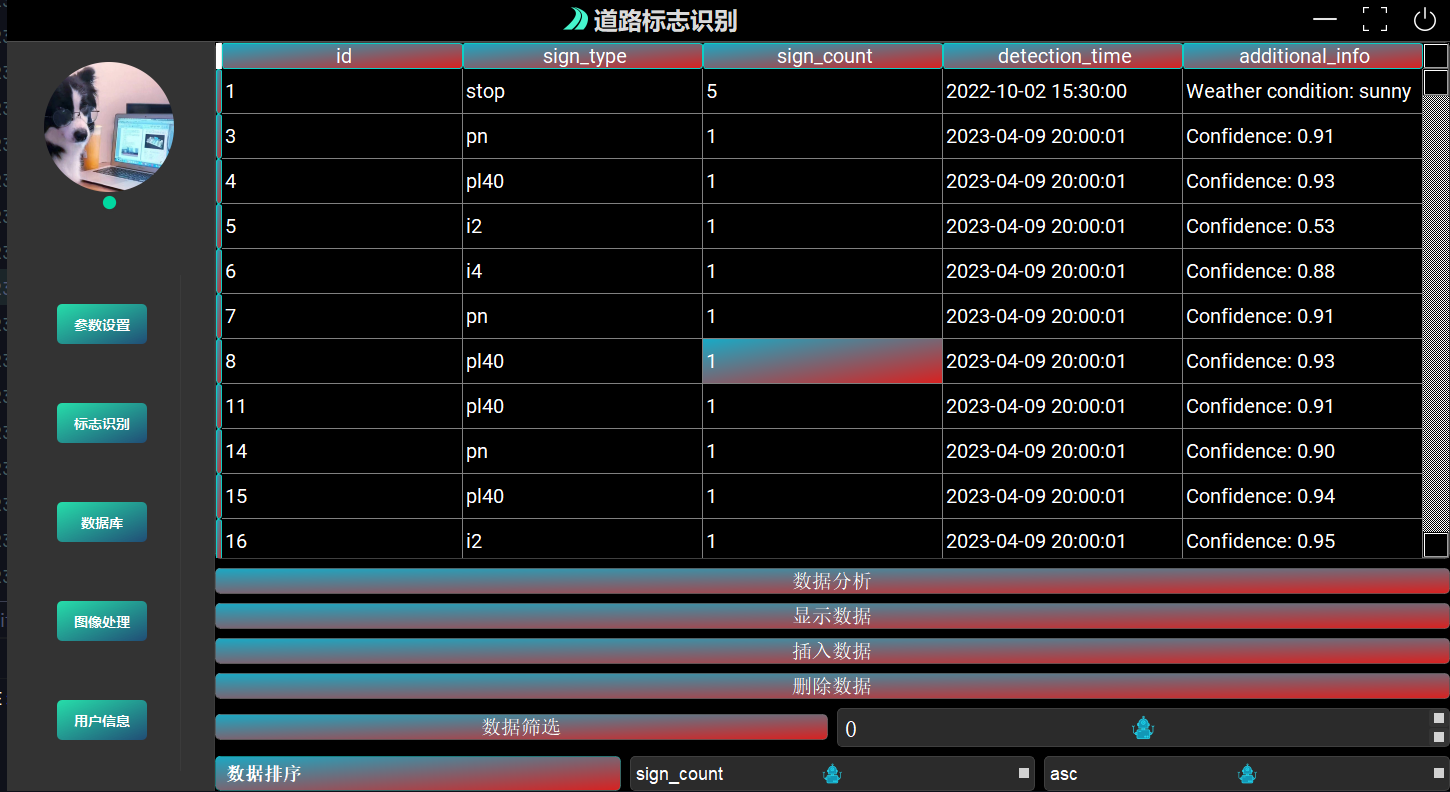 道路标志识别
id sign_type sign_count detection_time additional_info
1 stop 5 2022-10-02 15:30:00 Weather condition: sunny
3 pn 1 2023-04-09 20:00:01 Confidence: 0.91
4 pl40 1 2023-04-09 20:00:01 Confidence: 0.93
5 i2 1 2023-04-09 20:00:01 Confidence: 0.53
6 i4 1 2023-04-09 20:00:01 Confidence: 0.88
7 pn 1 2023-04-09 20:00:01 Confidence: 0.91
8 pl40 1 2023-04-09 20:00:01 Confidence: 0.93
11 pl40 1 2023-04-09 20:00:01 Confidence: 0.91
14 pn 1 2023-04-09 20:00:01 Confidence: 0.90
15 pl40 1 2023-04-09 20:00:01 Confidence: 0.94
16 i2 1 2023-04-09 20:00:01 Confidence: 0.95
参数设置
标志识别
数据库
图像处理
用户信息
数据分析
显示数据
插入数据
删除数据
数据筛选 0
数据排序 sign_count asc